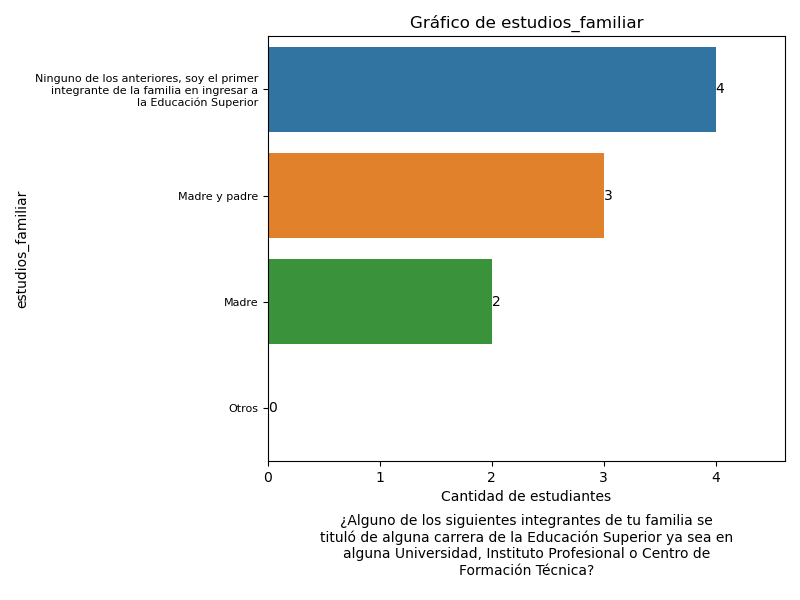 Gráfico de estudios_familiar
Ninguno de los anteriores, soy el primer
integrante de la familia en ingresar a
la Educación Superior
4
Madre y padre
3
estudios_familiar
Madre
2
Otros
0
0 1 2 3 4
Cantidad de estudiantes
¿Alguno de los siguientes integrantes de tu familia se
tituló de alguna carrera de la Educación Superior ya sea en
alguna Universidad, Instituto Profesional o Centro de
Formación Técnica?